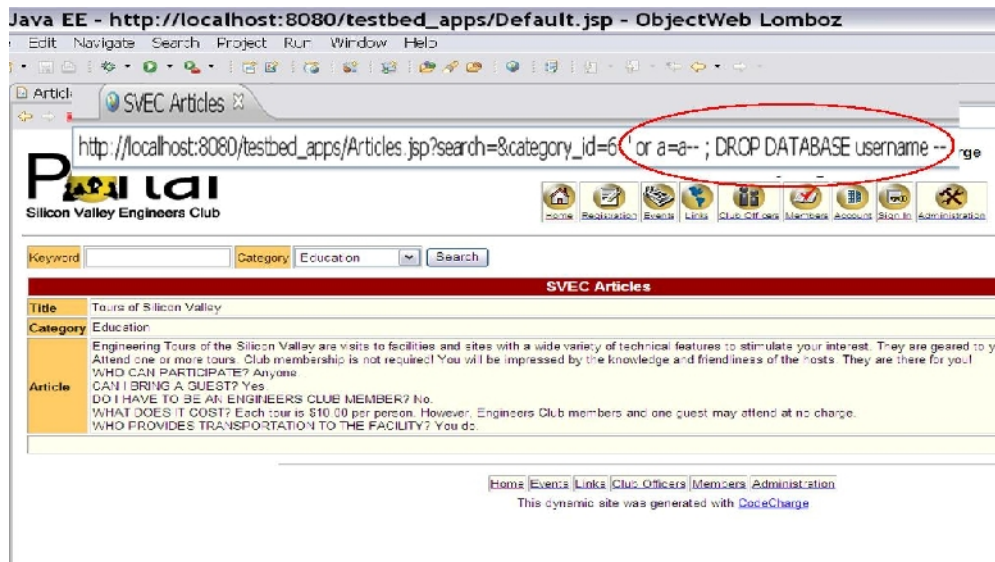 Java EE - http://localhost:8080/testbed_apps/Default.jsp - ObjectWeb Lomboz
Edit Navigate Search Project Run Window Help
Articl
SVEC Articles
http://localhost:8080/testbed_apps/Articles.jsp?search=&category_id=6 ' or a=a-- ; DROP DATABASE username --
rge
Portal
Silicon Valley Engineers Club
Home Registration Events Links Club Officers Members Account Sign In Administration
Keyword Category Education Search
SVEC Articles
Title Tours of Silicon Valley
Category Education
Article
Engineering Tours of the Silicon Valley are visits to facilities and sites with a wide variety of technical features to stimulate your interest. They are geared to y
Attend one or more tours. Club membership is not required! You will be impressed by the knowledge and friendliness of the hosts. They are there for you!
WHO CAN PARTICIPATE? Anyone.
CAN I BRING A GUEST? Yes.
DO I HAVE TO BE AN ENGINEERS CLUB MEMBER? No.
WHAT DOES IT COST? Each tour is $10.00 per person. However, Engineers Club members and one guest may attend at no charge.
WHO PROVIDES TRANSPORTATION TO THE FACILITY? You do.
Home Events Links Club Officers Members Administration
This dynamic site was generated with CodeCharge